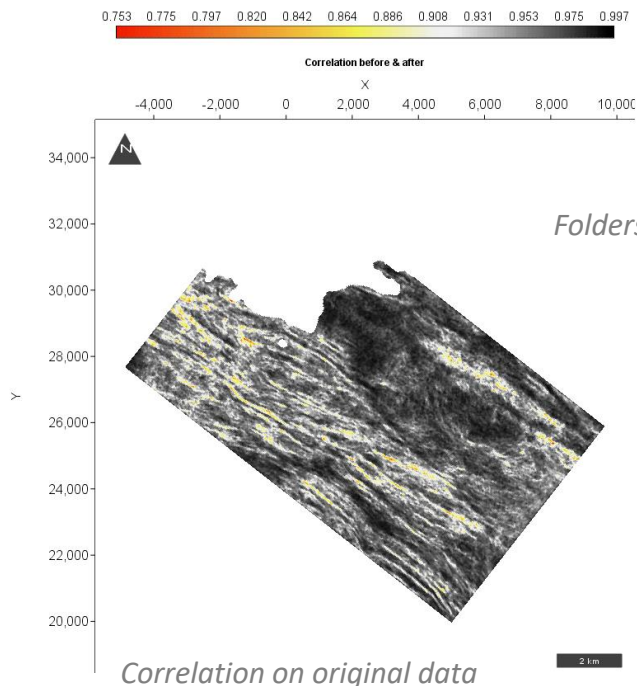 0.753 0.775 0.797 0.820 0.842 0.864 0.886 0.908 0.931 0.953 0.975 0.997
Correlation before & after
X
-4,000 -2,000 0 2,000 4,000 6,000 8,000 10,000
34,000
N
32,000
Folders
30,000
28,000
Y
26,000
24,000
22,000
20,000
2 km
Correlation on original data